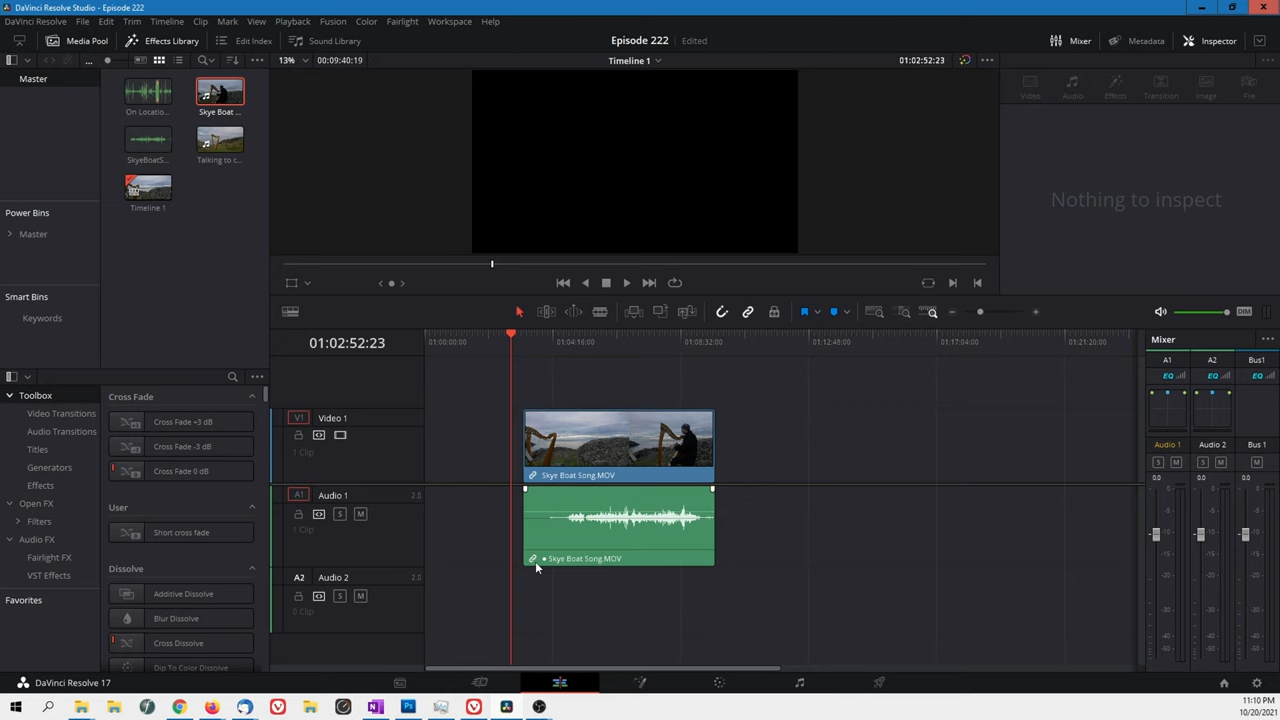 DaVinci Resolve Studio - Episode 222
DaVinci Resolve File Edit Trim Timeline Clip Mark View Playback Fusion Color Fairlight Workspace Help
Media Pool Effects Library Edit Index Sound Library Episode 222 Edited Mixer Metadata Inspector
... 13% 00:09:40:19 Timeline 1 01:02:52:23
Master
On Locatio...
Skye Boat ...
SkyeBoatS...
Talking to c...
Timeline 1
Power Bins
Master
Smart Bins
Keywords
Video Audio Effects Transition Image File
Nothing to inspect
DIM
01:02:52:23
01:00:00:00 01:04:16:00 01:08:32:00 01:12:48:00 01:17:04:00 01:21:20:00
V1 Video 1
1 Clip
Skye Boat Song.MOV
A1 Audio 1 2.0
S M
1 Clip
Skye Boat Song.MOV
A2 Audio 2 2.0
S M
0 Clip
Toolbox
Video Transitions
Audio Transitions
Titles
Generators
Effects
Open FX
Filters
Audio FX
Fairlight FX
VST Effects
Favorites
Cross Fade
Cross Fade +3 dB
Cross Fade -3 dB
Cross Fade 0 dB
User
Short cross fade
Dissolve
Additive Dissolve
Blur Dissolve
Cross Dissolve
Dip To Color Dissolve
Mixer
A1 A2 Bus1
EQ EQ EQ
Audio 1 Audio 2 Bus 1
S M S M M
0.0 0.0 0.0
DaVinci Resolve 17
11:10 PM
10/20/2021